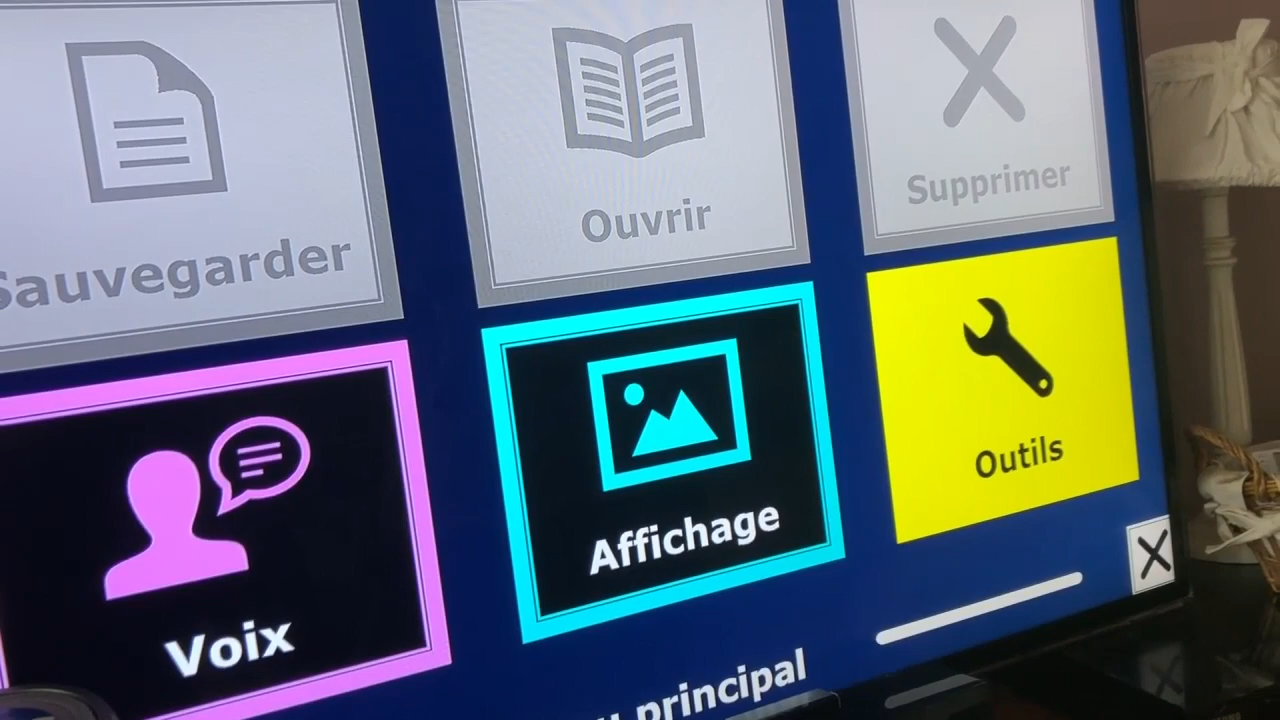 Sauvegarder
Ouvrir
Supprimer
Voix
Affichage
Outils
principal